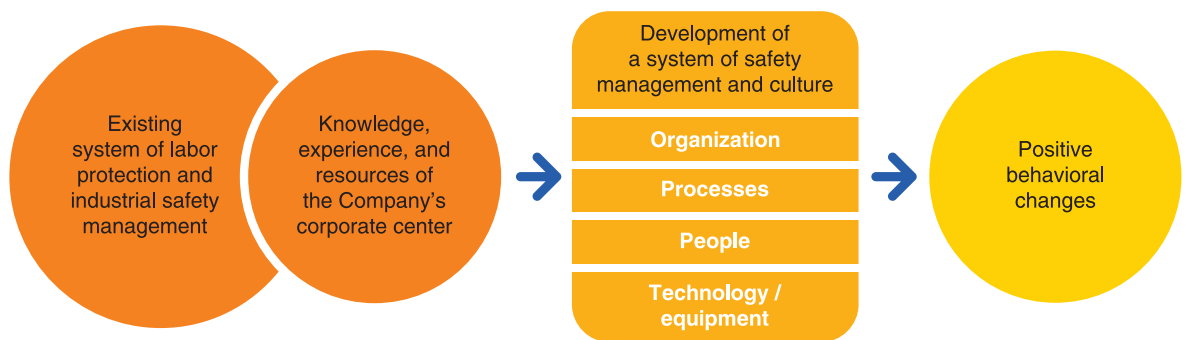 Existing
system of labor
protection and
industrial safety
management
Knowledge,
experience, and
resources of
the Company's
corporate center
Development of
a system of safety
management and culture
Organization
Processes
People
Technology /
equipment
Positive
behavioral
changes